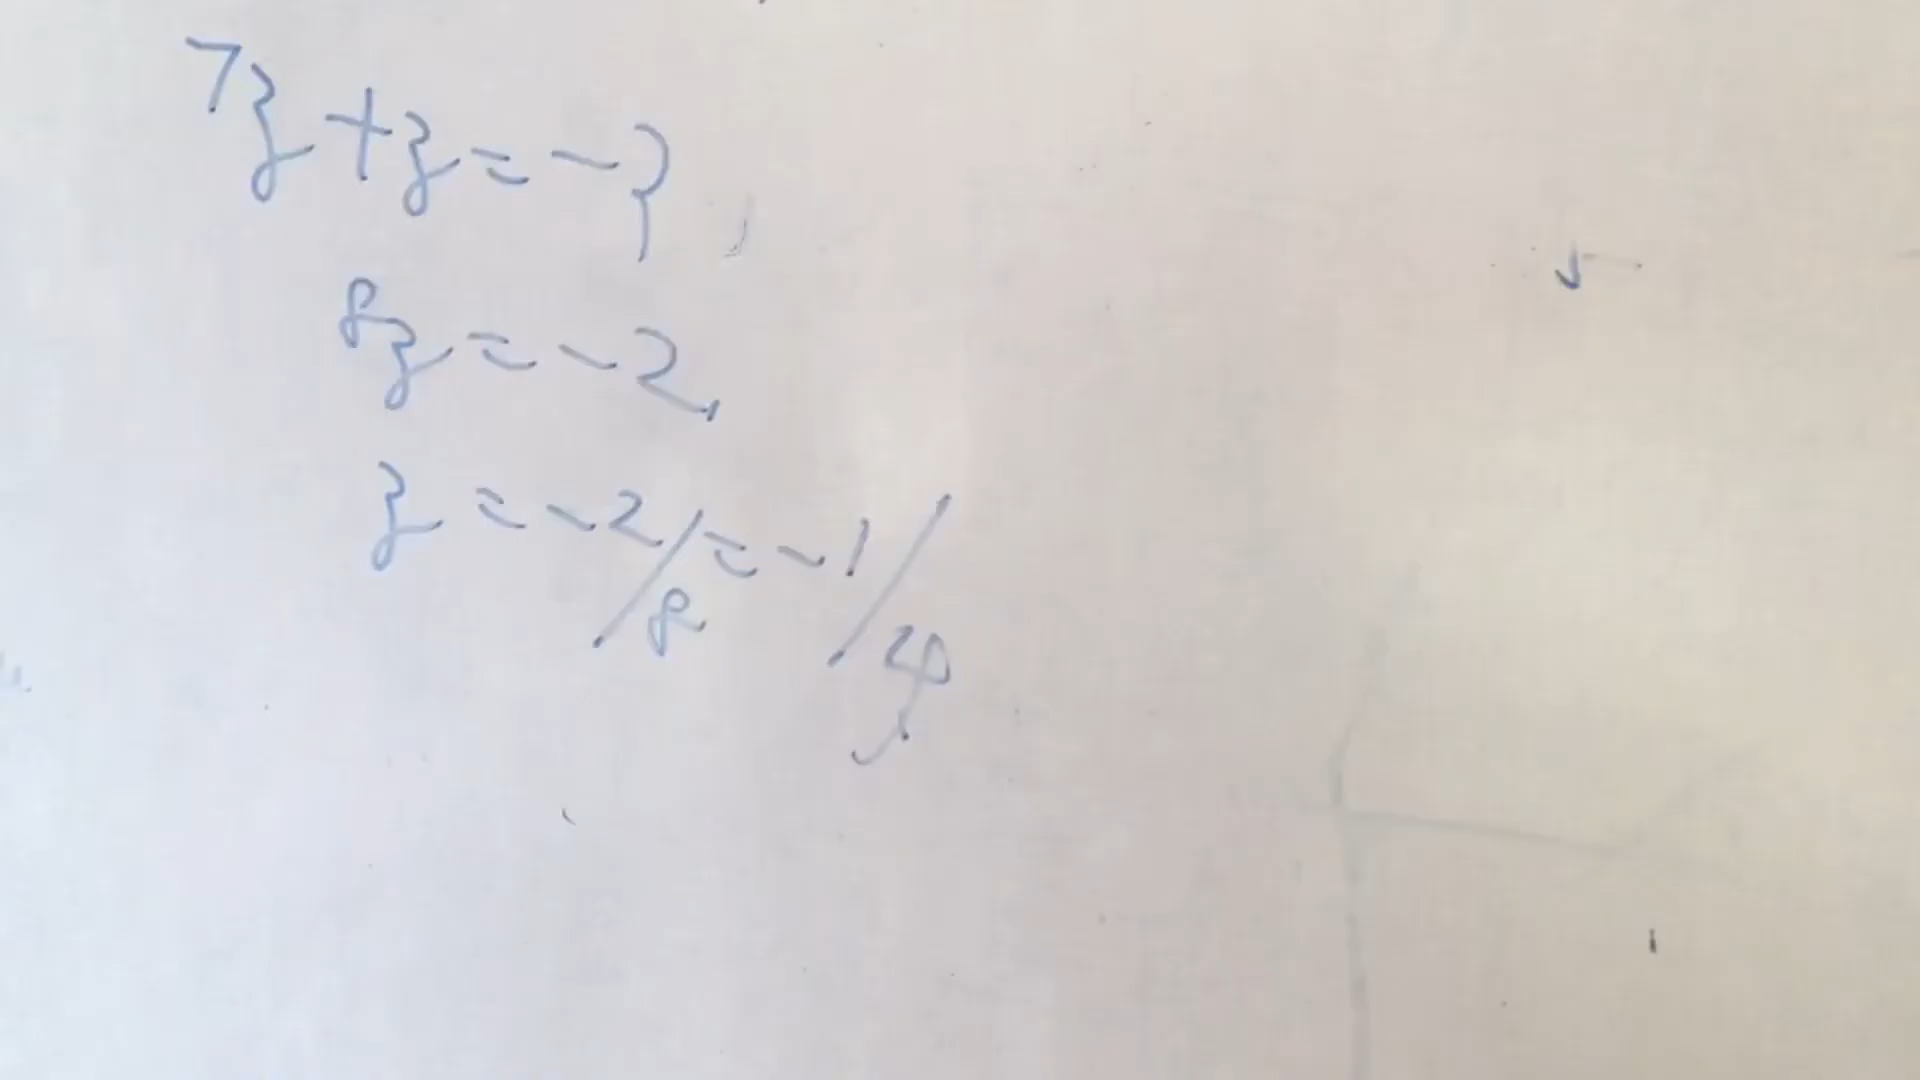 7z + z = -2
8z = -2
z = -2/8 = -1/4